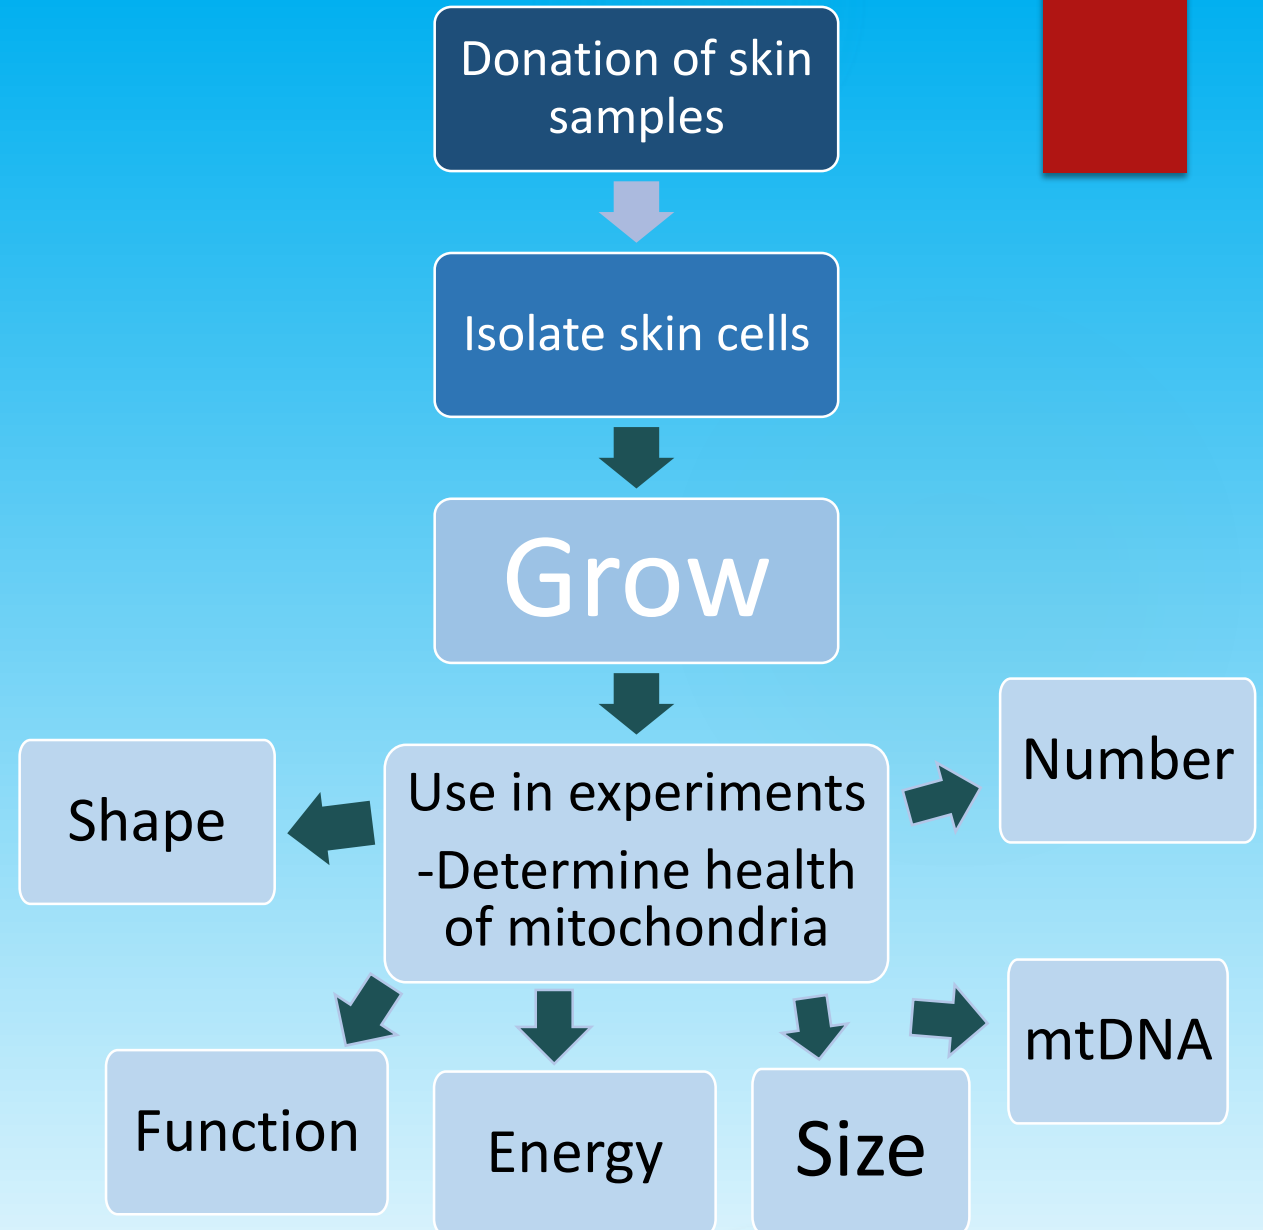 Donation of skin
samples
Isolate skin cells
Grow
Number
Shape
Use in experiments
-Determine health
of mitochondria
mtDNA
Function
Energy
Size